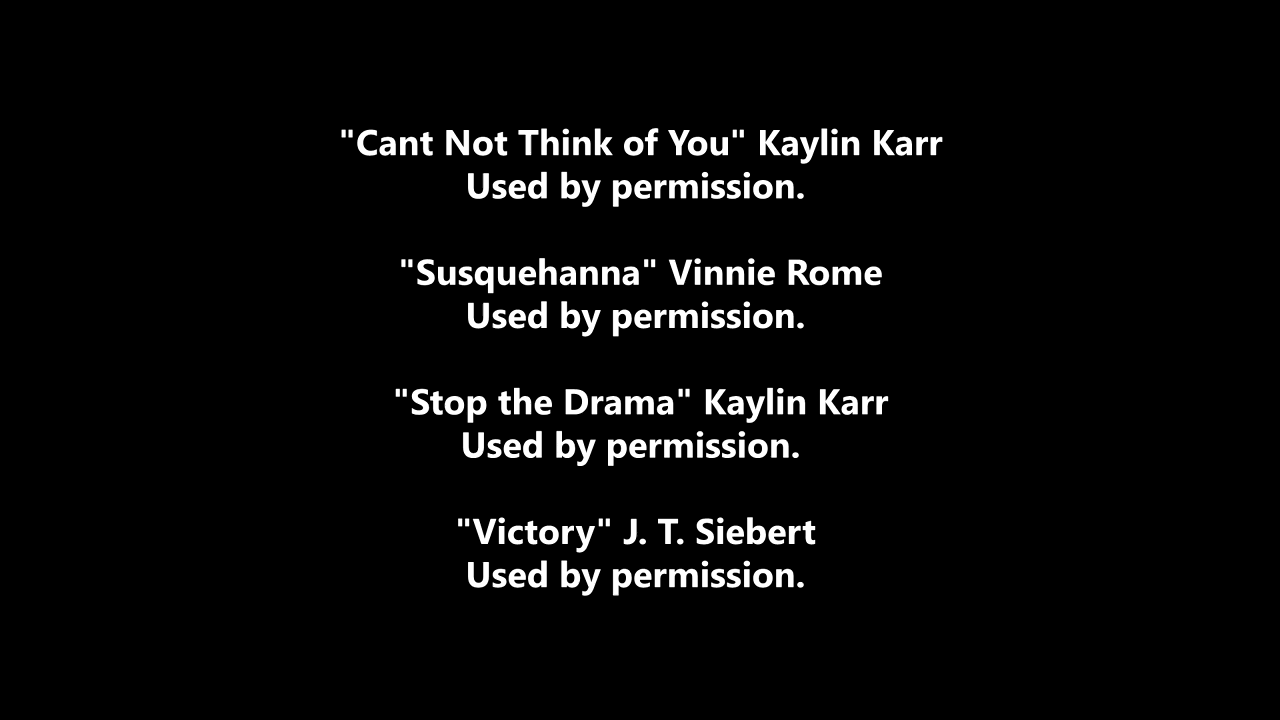 "Cant Not Think of You" Kaylin Karr
Used by permission.
"Susquehanna" Vinnie Rome
Used by permission.
"Stop the Drama" Kaylin Karr
Used by permission.
"Victory" J. T. Siebert
Used by permission.